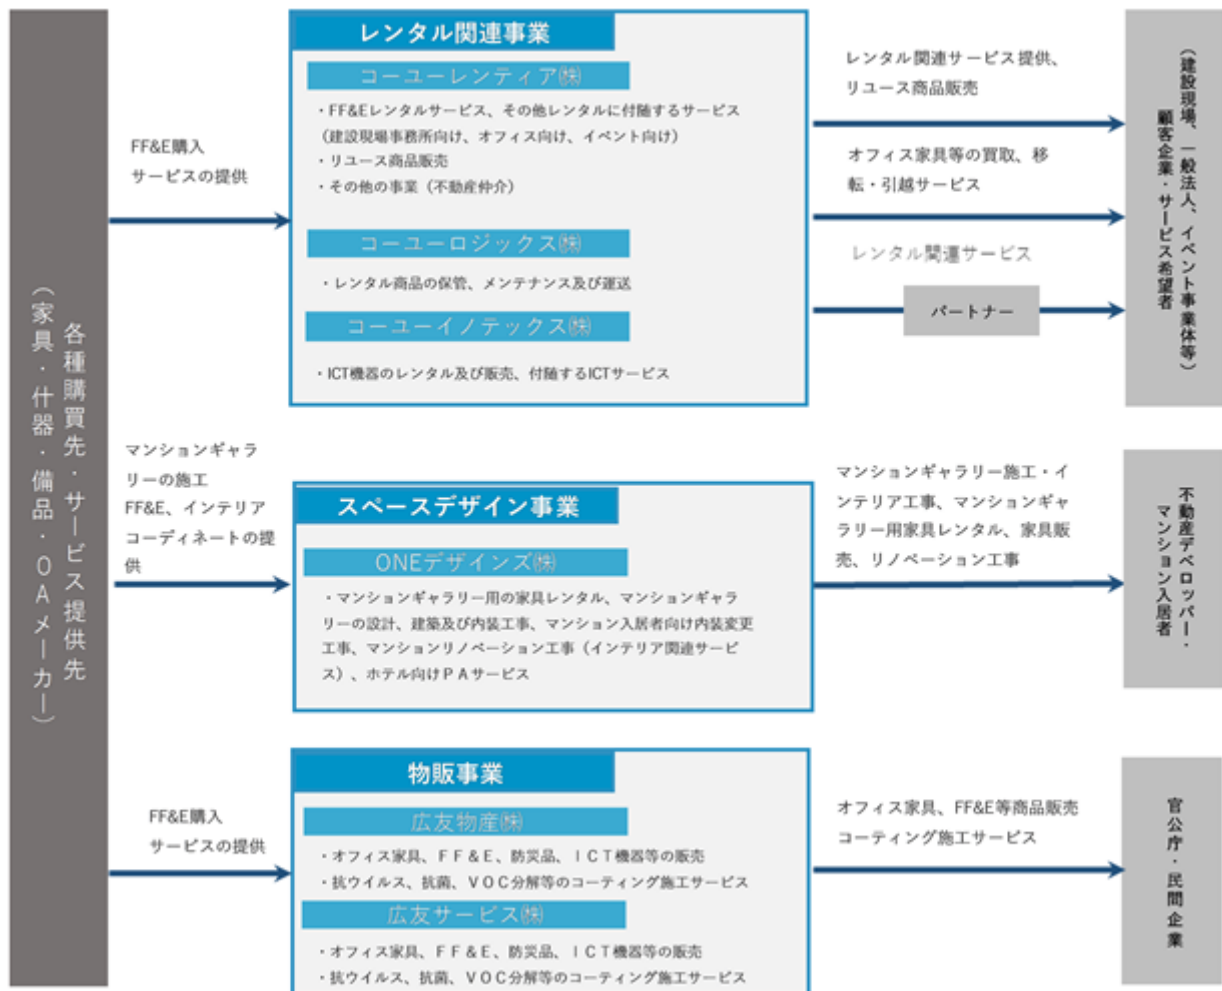 各種購買先・サービス提供先
（家具・什器・備品・OAメーカー）
FF&E購入
サービスの提供
レンタル関連事業
コーユーレンティア㈱
・FF&Eレンタルサービス、その他レンタルに付随するサービス
（建設現場事務所向け、オフィス向け、イベント向け）
・リユース商品販売
・その他の事業（不動産仲介）
コーユーロジックス㈱
・レンタル商品の保管、メンテナンス及び運送
コーユーイノテックス㈱
・ICT機器のレンタル及び販売、付随するICTサービス
レンタル関連サービス提供、
リユース商品販売
オフィス家具等の買取、移
転・引越サービス
レンタル関連サービス
パートナー
（建設現場、一般法人、イベント事業体等）
顧客企業・サービス希望者
マンションギャラ
リーの施工
FF&E、インテリア
コーディネートの提
供
スペースデザイン事業
ONEデザインズ㈱
・マンションギャラリー用の家具レンタル、マンションギャラ
リーの設計、建築及び内装工事、マンション入居者向け内装変更
工事、マンションリノベーション工事（インテリア関連サービ
ス）、ホテル向けＰＡサービス
マンションギャラリー施工・イ
ンテリア工事、マンションギャ
ラリー用家具レンタル、家具販
売、リノベーション工事
不動産デベロッパー・
マンション入居者
FF&E購入
サービスの提供
物販事業
広友物産㈱
・オフィス家具、ＦＦ＆Ｅ、防災品、ＩＣＴ機器等の販売
・抗ウイルス、抗菌、ＶＯＣ分解等のコーティング施工サービス
広友サービス㈱
・オフィス家具、ＦＦ＆Ｅ、防災品、ＩＣＴ機器等の販売
・抗ウイルス、抗菌、ＶＯＣ分解等のコーティング施工サービス
オフィス家具、FF&E等商品販売
コーティング施工サービス
官公庁・民間企業